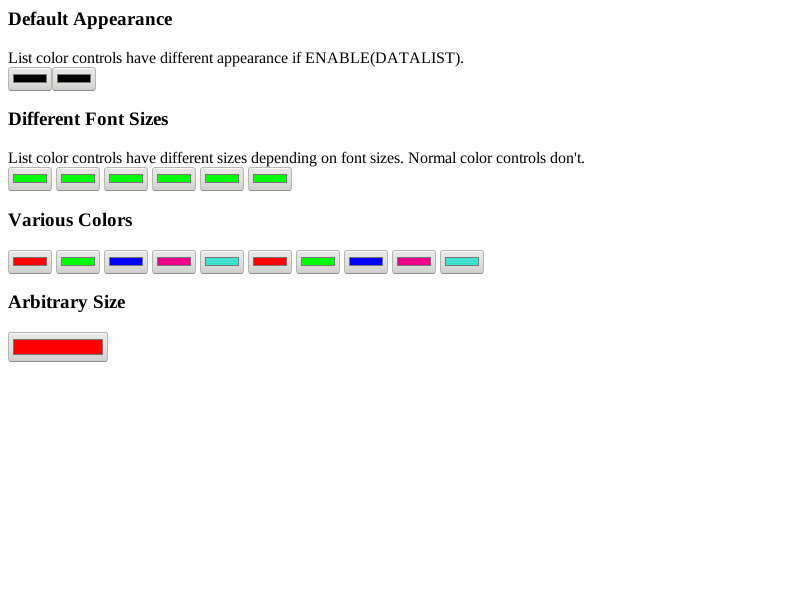 Default Appearance
List color controls have different appearance if ENABLE(DATALIST).
Different Font Sizes
List color controls have different sizes depending on font sizes. Normal color controls don't.
Various Colors
Arbitrary Size